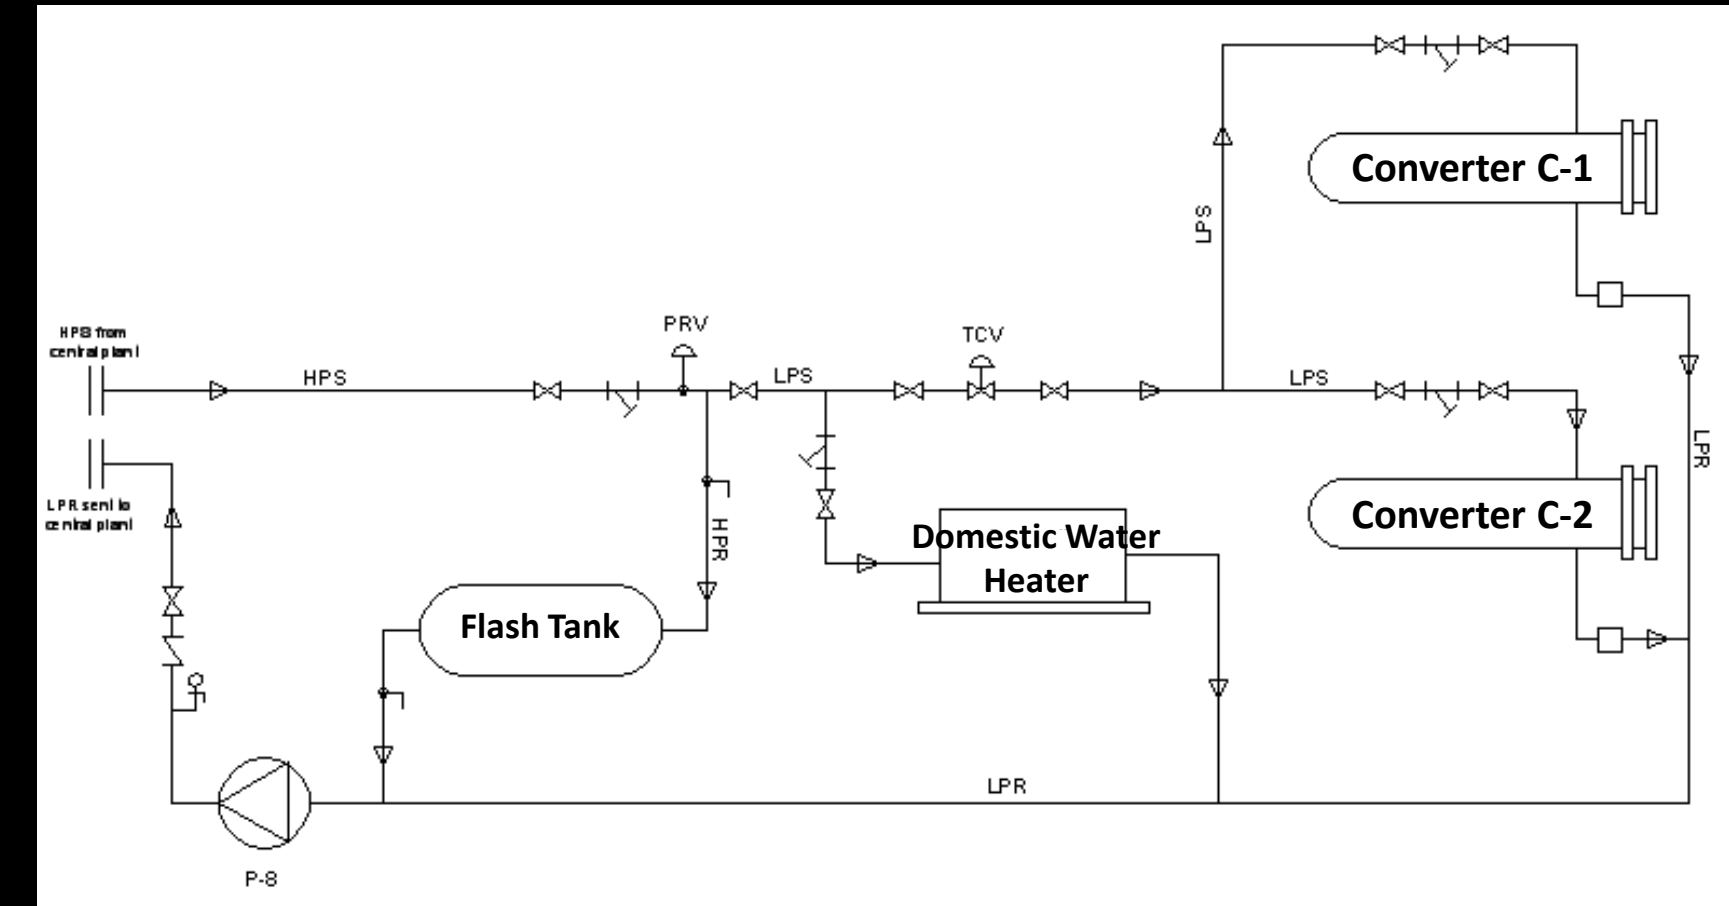 Converter C-1
LPS
HPS from
central plant
HPS
PRV
LPS
TCV
LPS
LPR
LPR sent to
central plant
HPR
Converter C-2
Domestic Water
Heater
Flash Tank
LPR
P-8